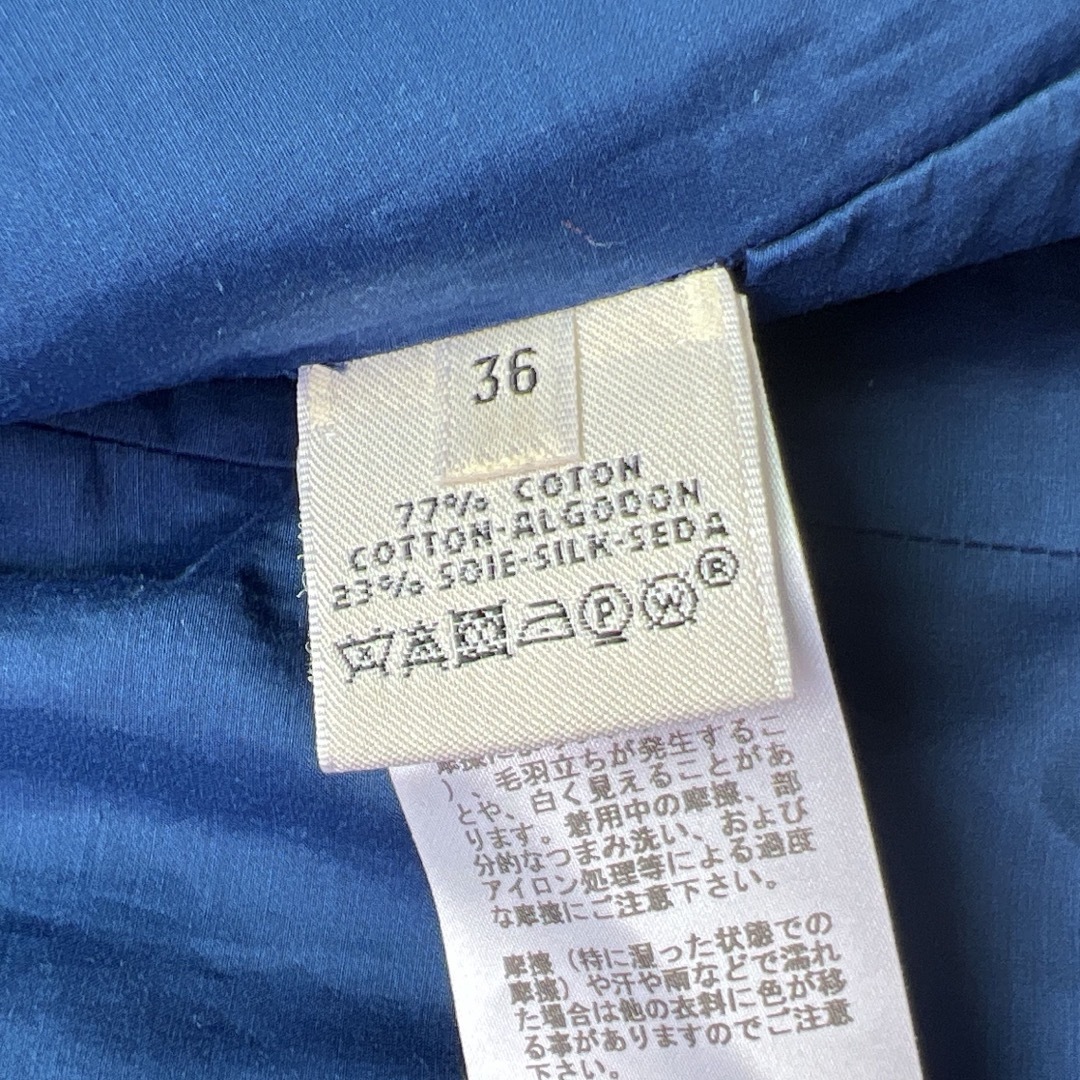 36
77% COTON
COTTON-ALGODON
23% SOIE-SILK-SEDA
P W ®
)、毛羽立ちが発生するこ
とや、白く見えることがあ
ります。着用中の摩擦、部
分的なつまみ洗い、および
アイロン処理等による過度
な摩擦にご注意下さい。
摩擦（特に湿った状態での
摩擦）や汗や雨などで濡れ
た場合は他の衣料に色が移
る事がありますのでご注意
下さい。